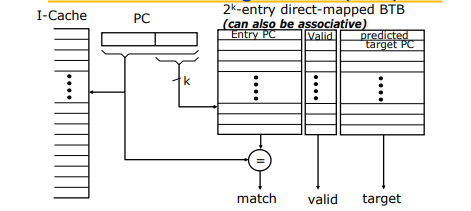 I-Cache
PC
2k-entry direct-mapped BTB
(can also be associative)
Entry PC
Valid
predicted
target PC
k
=
match
valid
target